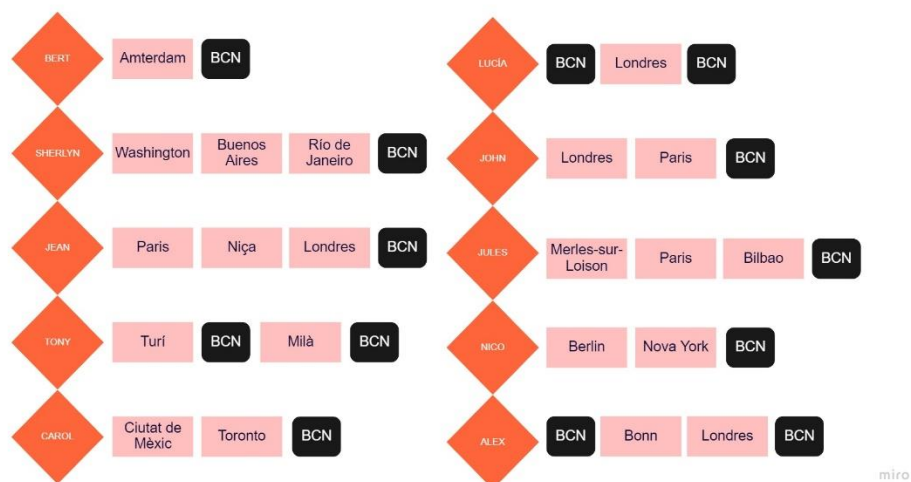 BERT
Amterdam
BCN
SHERLYN
Washington
Buenos
Aires
Río de
Janeiro
BCN
JEAN
Paris
Niça
Londres
BCN
TONY
Turí
BCN
Milà
BCN
CAROL
Ciutat de
Mèxic
Toronto
BCN
LUCÍA
BCN
Londres
BCN
JOHN
Londres
Paris
BCN
JULES
Merles-sur-
Loison
Paris
Bilbao
BCN
NICO
Berlin
Nova York
BCN
ALEX
BCN
Bonn
Londres
BCN
miro